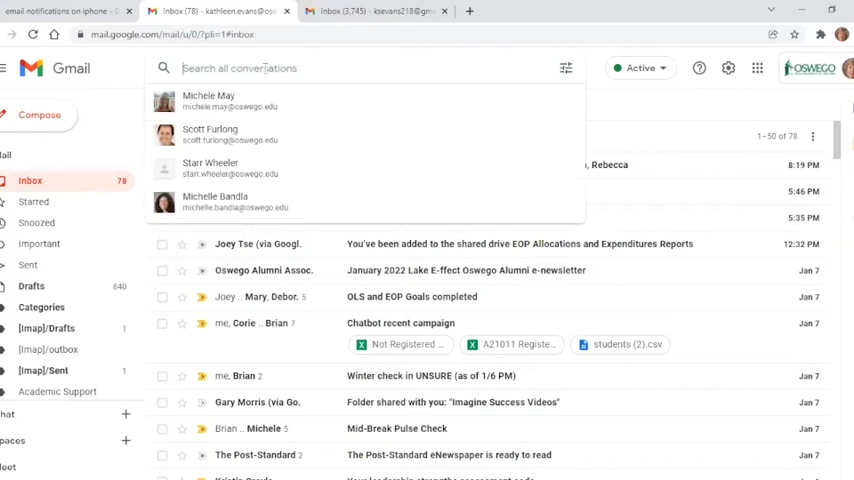 email notifications on iphone - G
Inbox (78) - kathleen.evans@osw
Inbox (3,745) - ksevans218@gm
mail.google.com/mail/u/0/?pli=1#inbox
Gmail
Search all conversations
Active
OSWEGO
Compose
Michele May
michele.may@oswego.edu
Scott Furlong
scott.furlong@oswego.edu
Starr Wheeler
starr.wheeler@oswego.edu
Michelle Bandla
michelle.bandla@oswego.edu
1–50 of 78
, Rebecca 8:19 PM
5:46 PM
5:35 PM
ail
Inbox 78
Starred
Snoozed
Important
Sent
Drafts 840
Categories
[Imap]/Drafts 1
[Imap]/outbox
[Imap]/Sent 1
Academic Support
hat
paces
leet
Joey Tse (via Googl. You've been added to the shared drive EOP Allocations and Expenditures Reports 12:32 PM
Oswego Alumni Assoc. January 2022 Lake E-ffect Oswego Alumni e-newsletter Jan 7
Joey .. Mary, Debor. 5 OLS and EOP Goals completed Jan 7
me, Corie .. Brian 7 Chatbot recent campaign Jan 7
Not Registered ... A21011 Registe... students (2).csv
me, Brian 2 Winter check in UNSURE (as of 1/6 PM) Jan 7
Gary Morris (via Go. Folder shared with you: "Imagine Success Videos" Jan 7
Brian .. Michele 5 Mid-Break Pulse Check Jan 7
The Post-Standard The Post-Standard eNewspaper is ready to read Jan 7